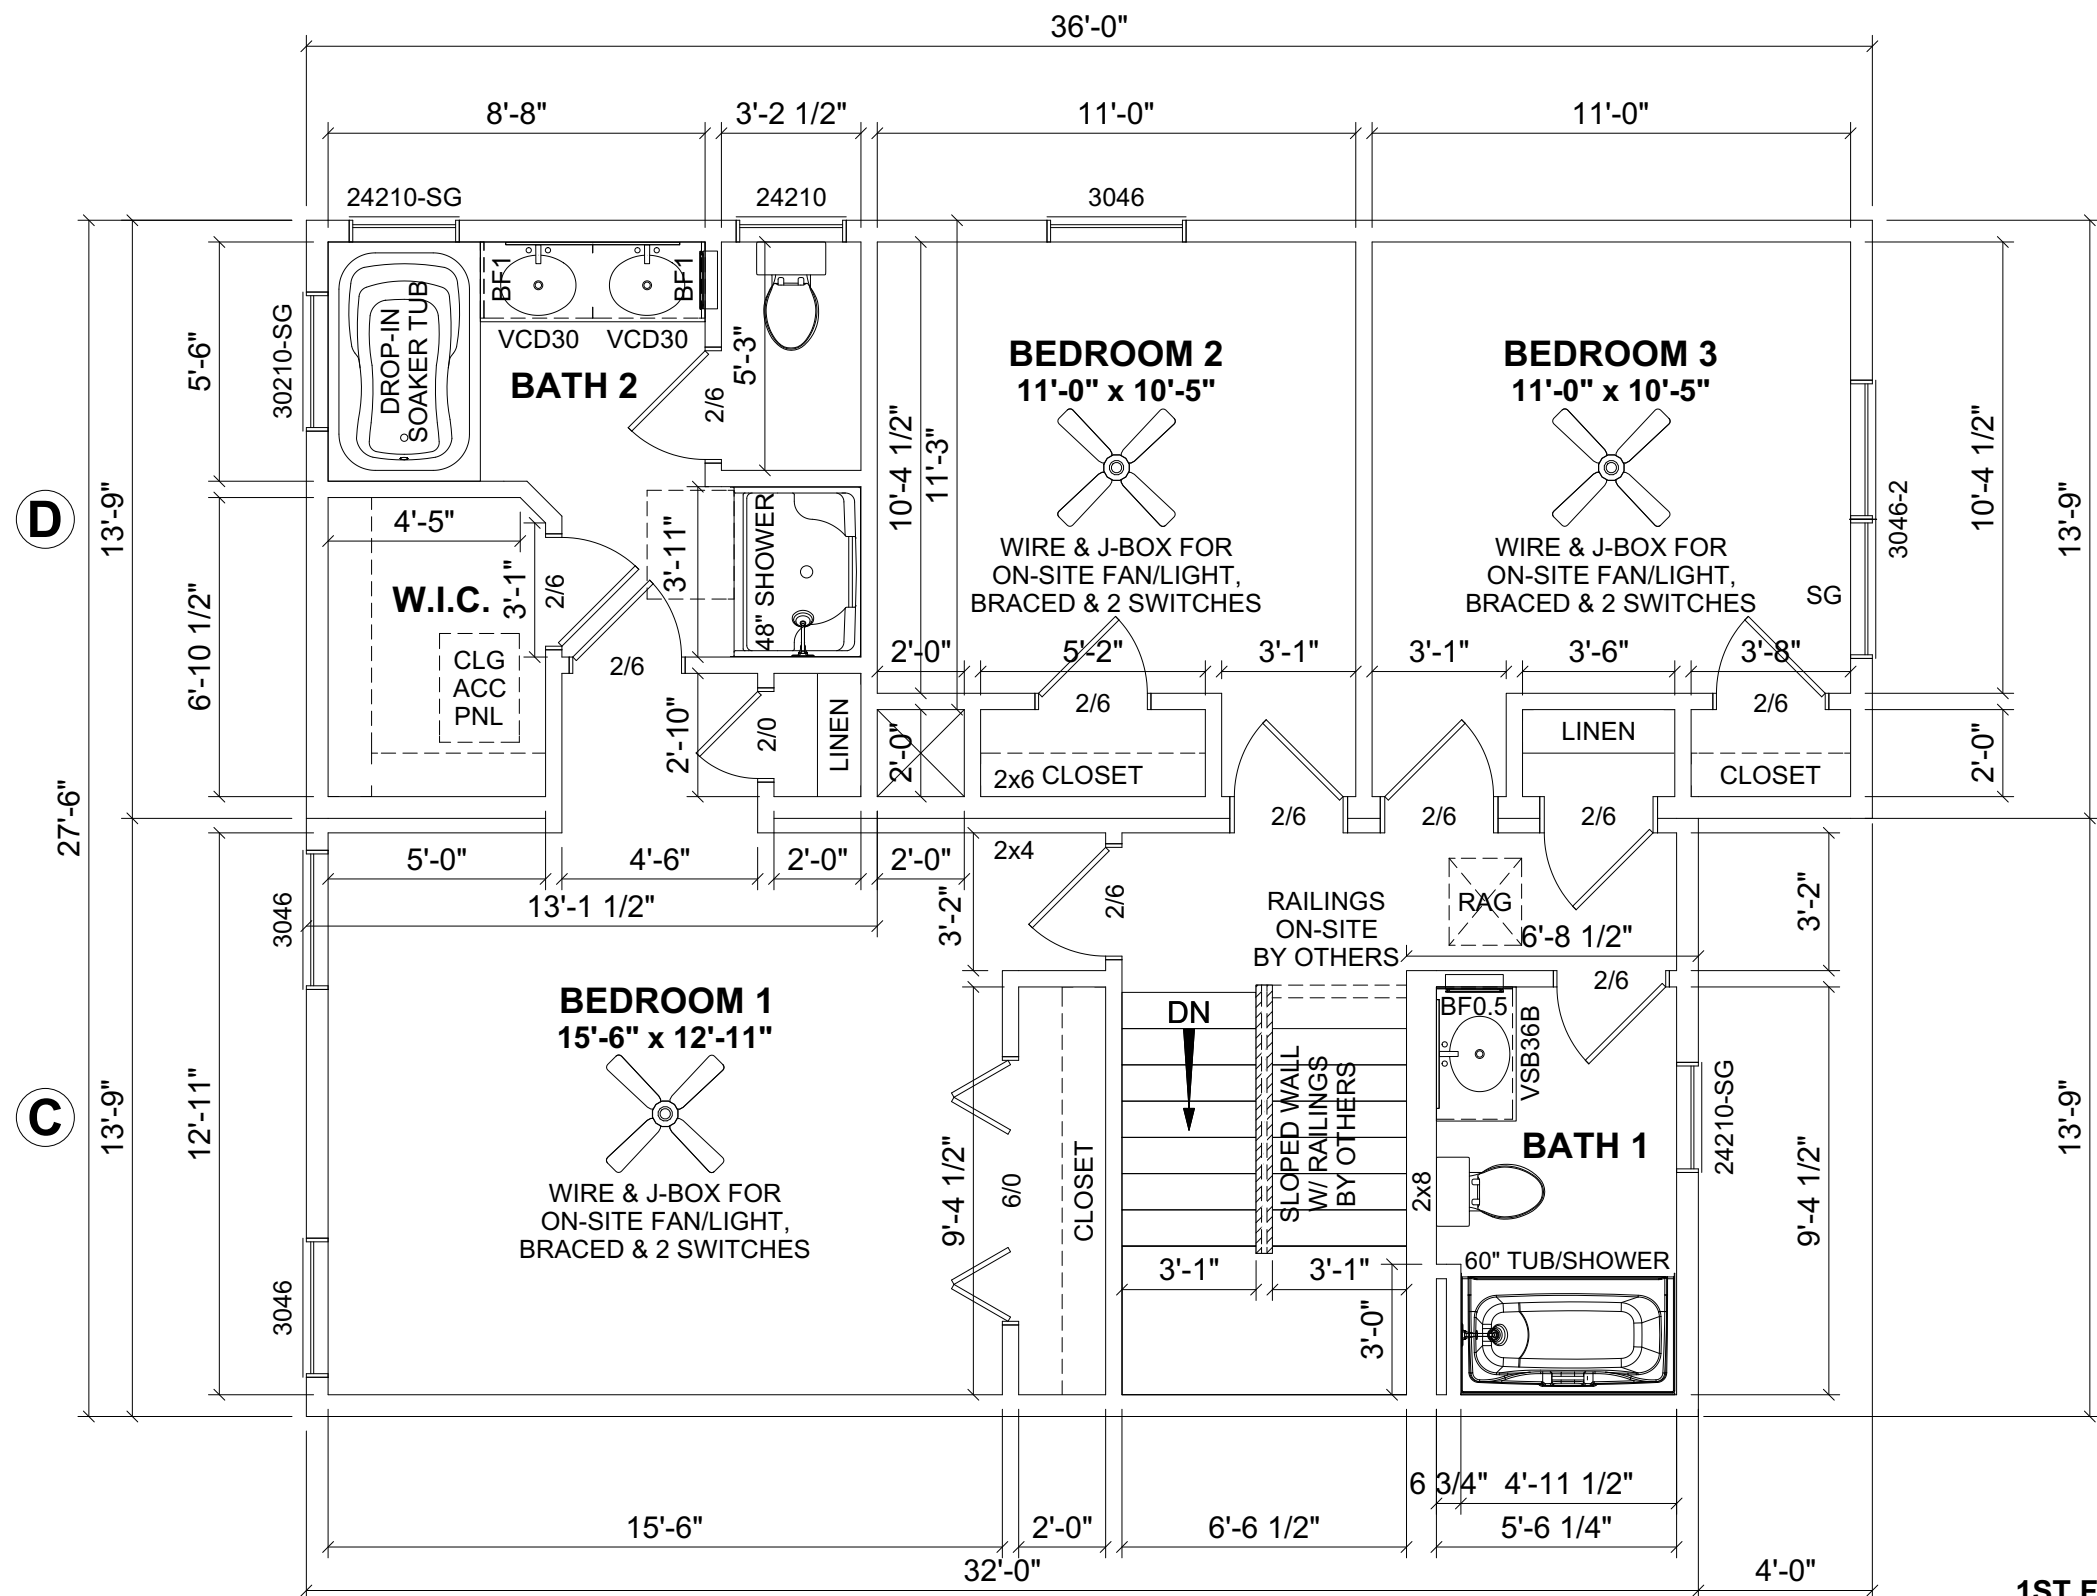 36'-0"
8'-8"
3'-2 1/2"
11'-0"
11'-0"
24210-SG
24210
3046
BF1
BF1
VCD30
VCD30
DROP-IN
SOAKER TUB
30210-SG
5'-6"
BATH 2
2/6
5'-3"
BEDROOM 2
11'-0" x 10'-5"
BEDROOM 3
11'-0" x 10'-5"
10'-4 1/2"
11'-3"
WIRE & J-BOX FOR
ON-SITE FAN/LIGHT,
BRACED & 2 SWITCHES
WIRE & J-BOX FOR
ON-SITE FAN/LIGHT,
BRACED & 2 SWITCHES
SG
3046-2
10'-4 1/2"
13'-9"
D
13'-9"
27'-6"
4'-5"
W.I.C.
3'-1"
2/6
3'-11"
48" SHOWER
6'-10 1/2"
CLG
ACC
PNL
2/6
2'-10"
2/0
LINEN
2'-0"
5'-2"
3'-1"
3'-1"
3'-6"
3'-8"
2/6
2/6
2'-0"
2x6
CLOSET
LINEN
CLOSET
2'-0"
2/6
2/6
2/6
5'-0"
4'-6"
2'-0"
2'-0"
2x4
13'-1 1/2"
3046
3'-2"
2/6
RAILINGS
ON-SITE
BY OTHERS
RAG
6'-8 1/2"
3'-2"
2/6
BEDROOM 1
15'-6" x 12'-11"
WIRE & J-BOX FOR
ON-SITE FAN/LIGHT,
BRACED & 2 SWITCHES
C
13'-9"
12'-11"
3046
9'-4 1/2"
6/0
CLOSET
DN
SLOPED WALL
W/ RAILINGS
BY OTHERS
2x8
BF0.5
VSB36B
BATH 1
24210-SG
9'-4 1/2"
13'-9"
60" TUB/SHOWER
3'-1"
3'-1"
3'-0"
6 3/4"
4'-11 1/2"
15'-6"
2'-0"
6'-6 1/2"
5'-6 1/4"
32'-0"
4'-0"
1ST F